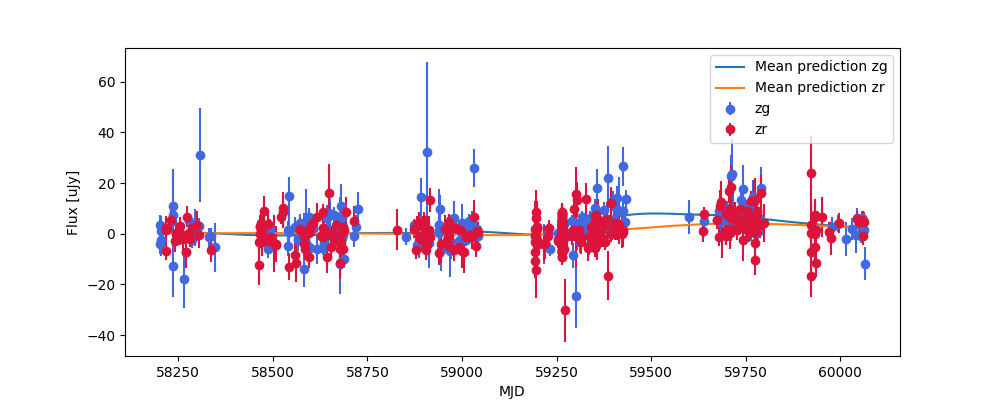 Mean prediction zg
Mean prediction zr
zg
zr
Flux [uJy]
60
40
20
0
−20
−40
58250
58500
58750
59000
59250
59500
59750
60000
MJD